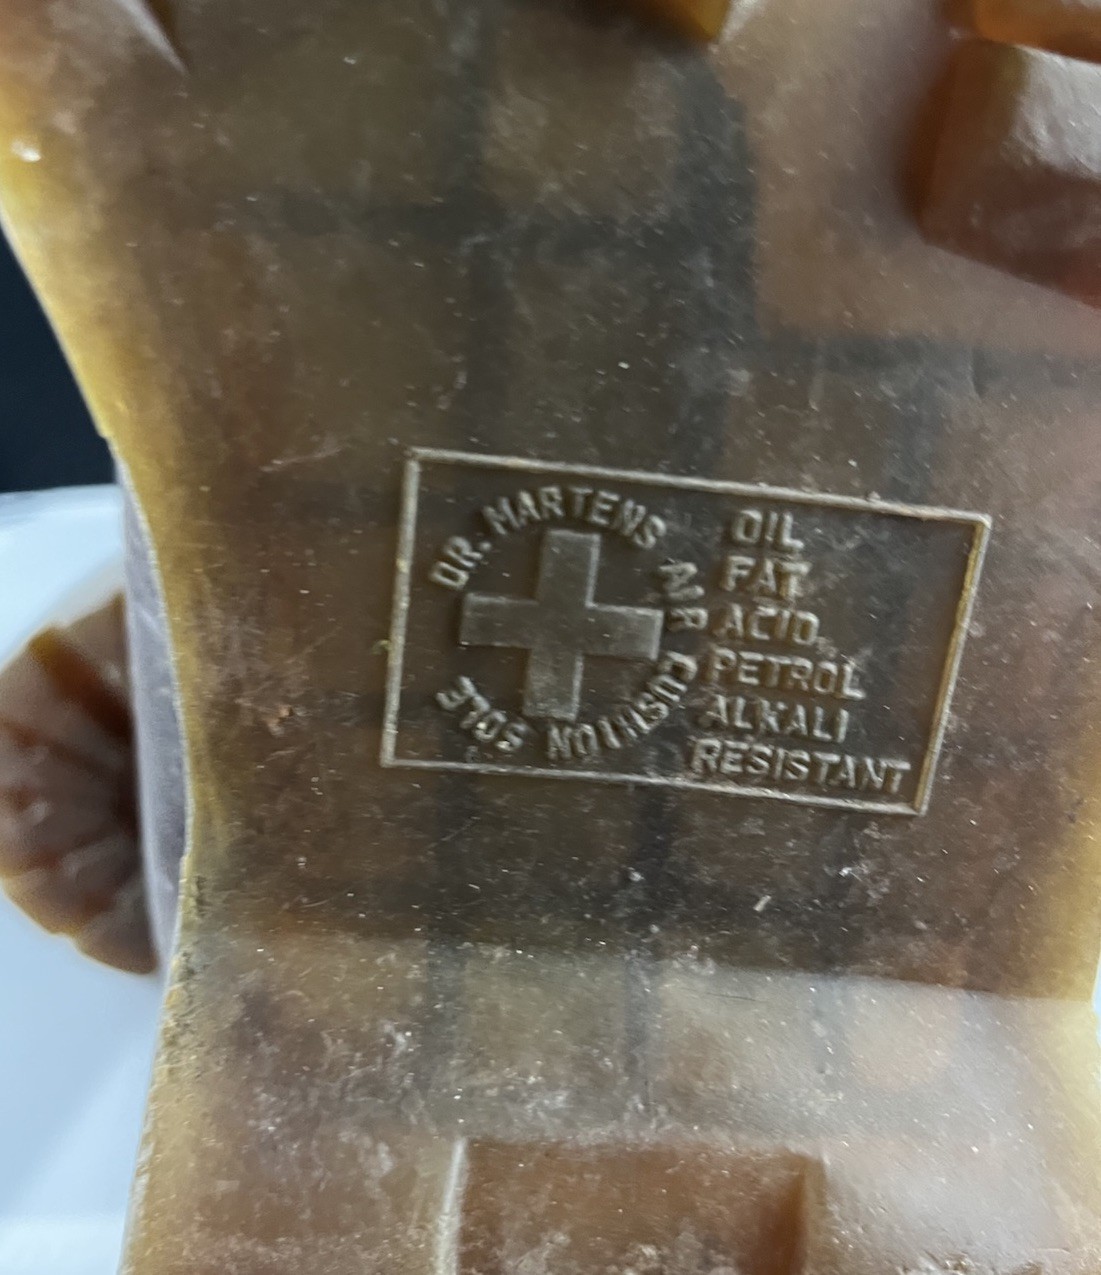 DR. MARTENS AIR CUSHION SOLE
OIL
FAT
ACID
PETROL
ALKALI
RESISTANT